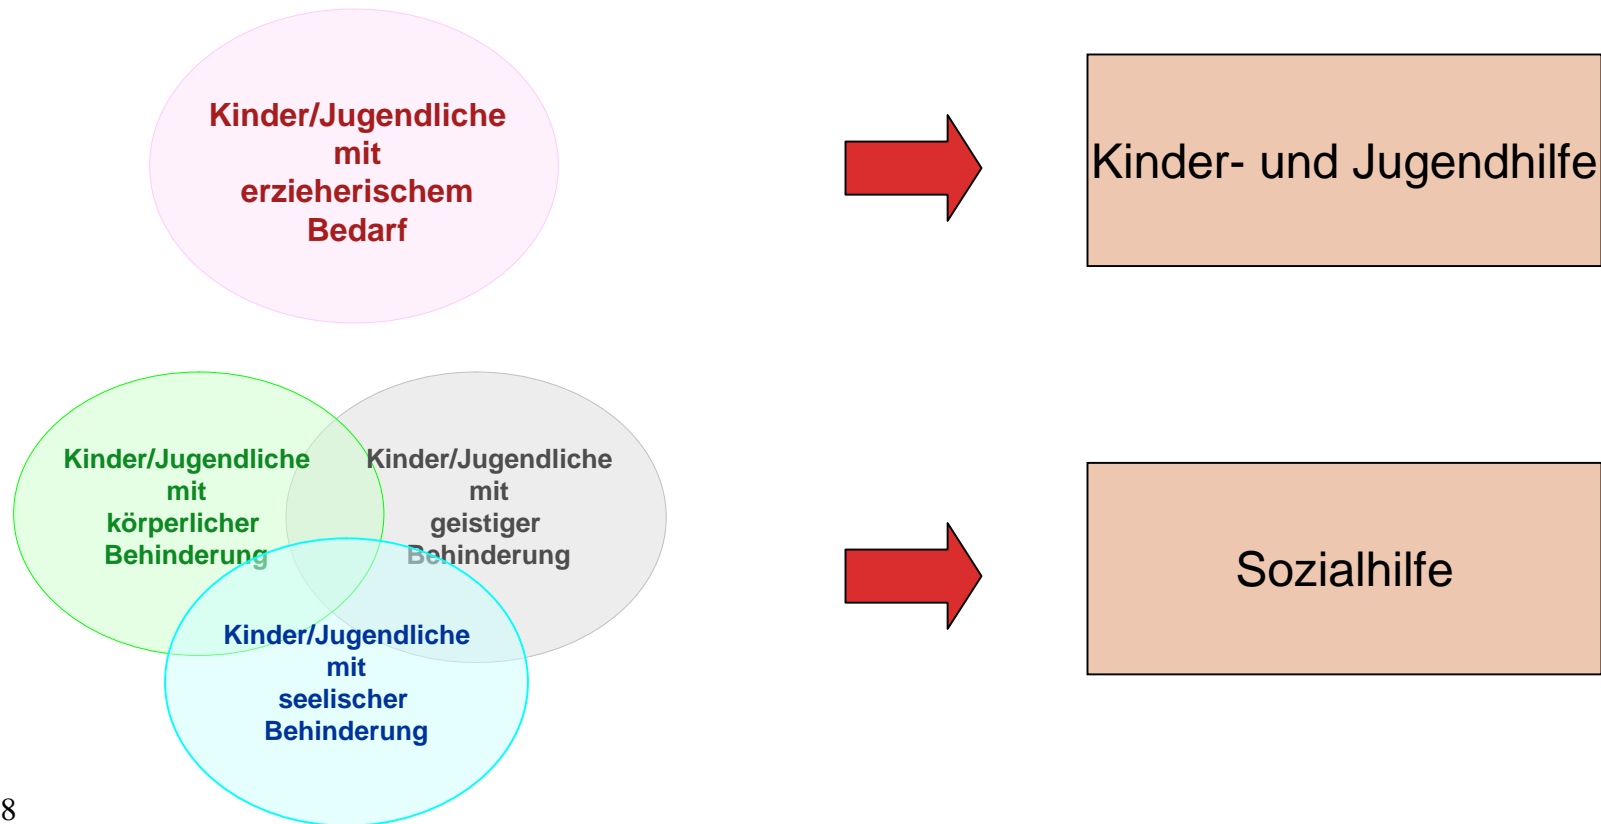 Kinder/Jugendliche
mit
erzieherischem
Bedarf
Kinder- und Jugendhilfe
Kinder/Jugendliche
mit
körperlicher
Behinderung
Kinder/Jugendliche
mit
geistiger
Behinderung
Kinder/Jugendliche
mit
seelischer
Behinderung
Sozialhilfe
8